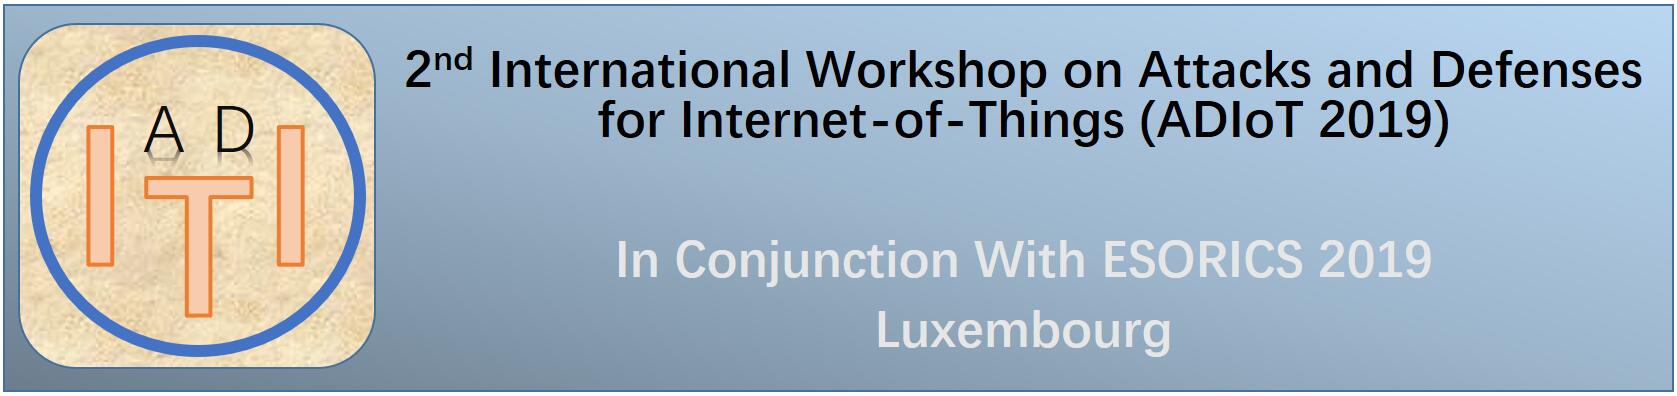 A D
I T I
2nd International Workshop on Attacks and Defenses
for Internet-of-Things (ADIoT 2019)
In Conjunction With ESORICS 2019
Luxembourg